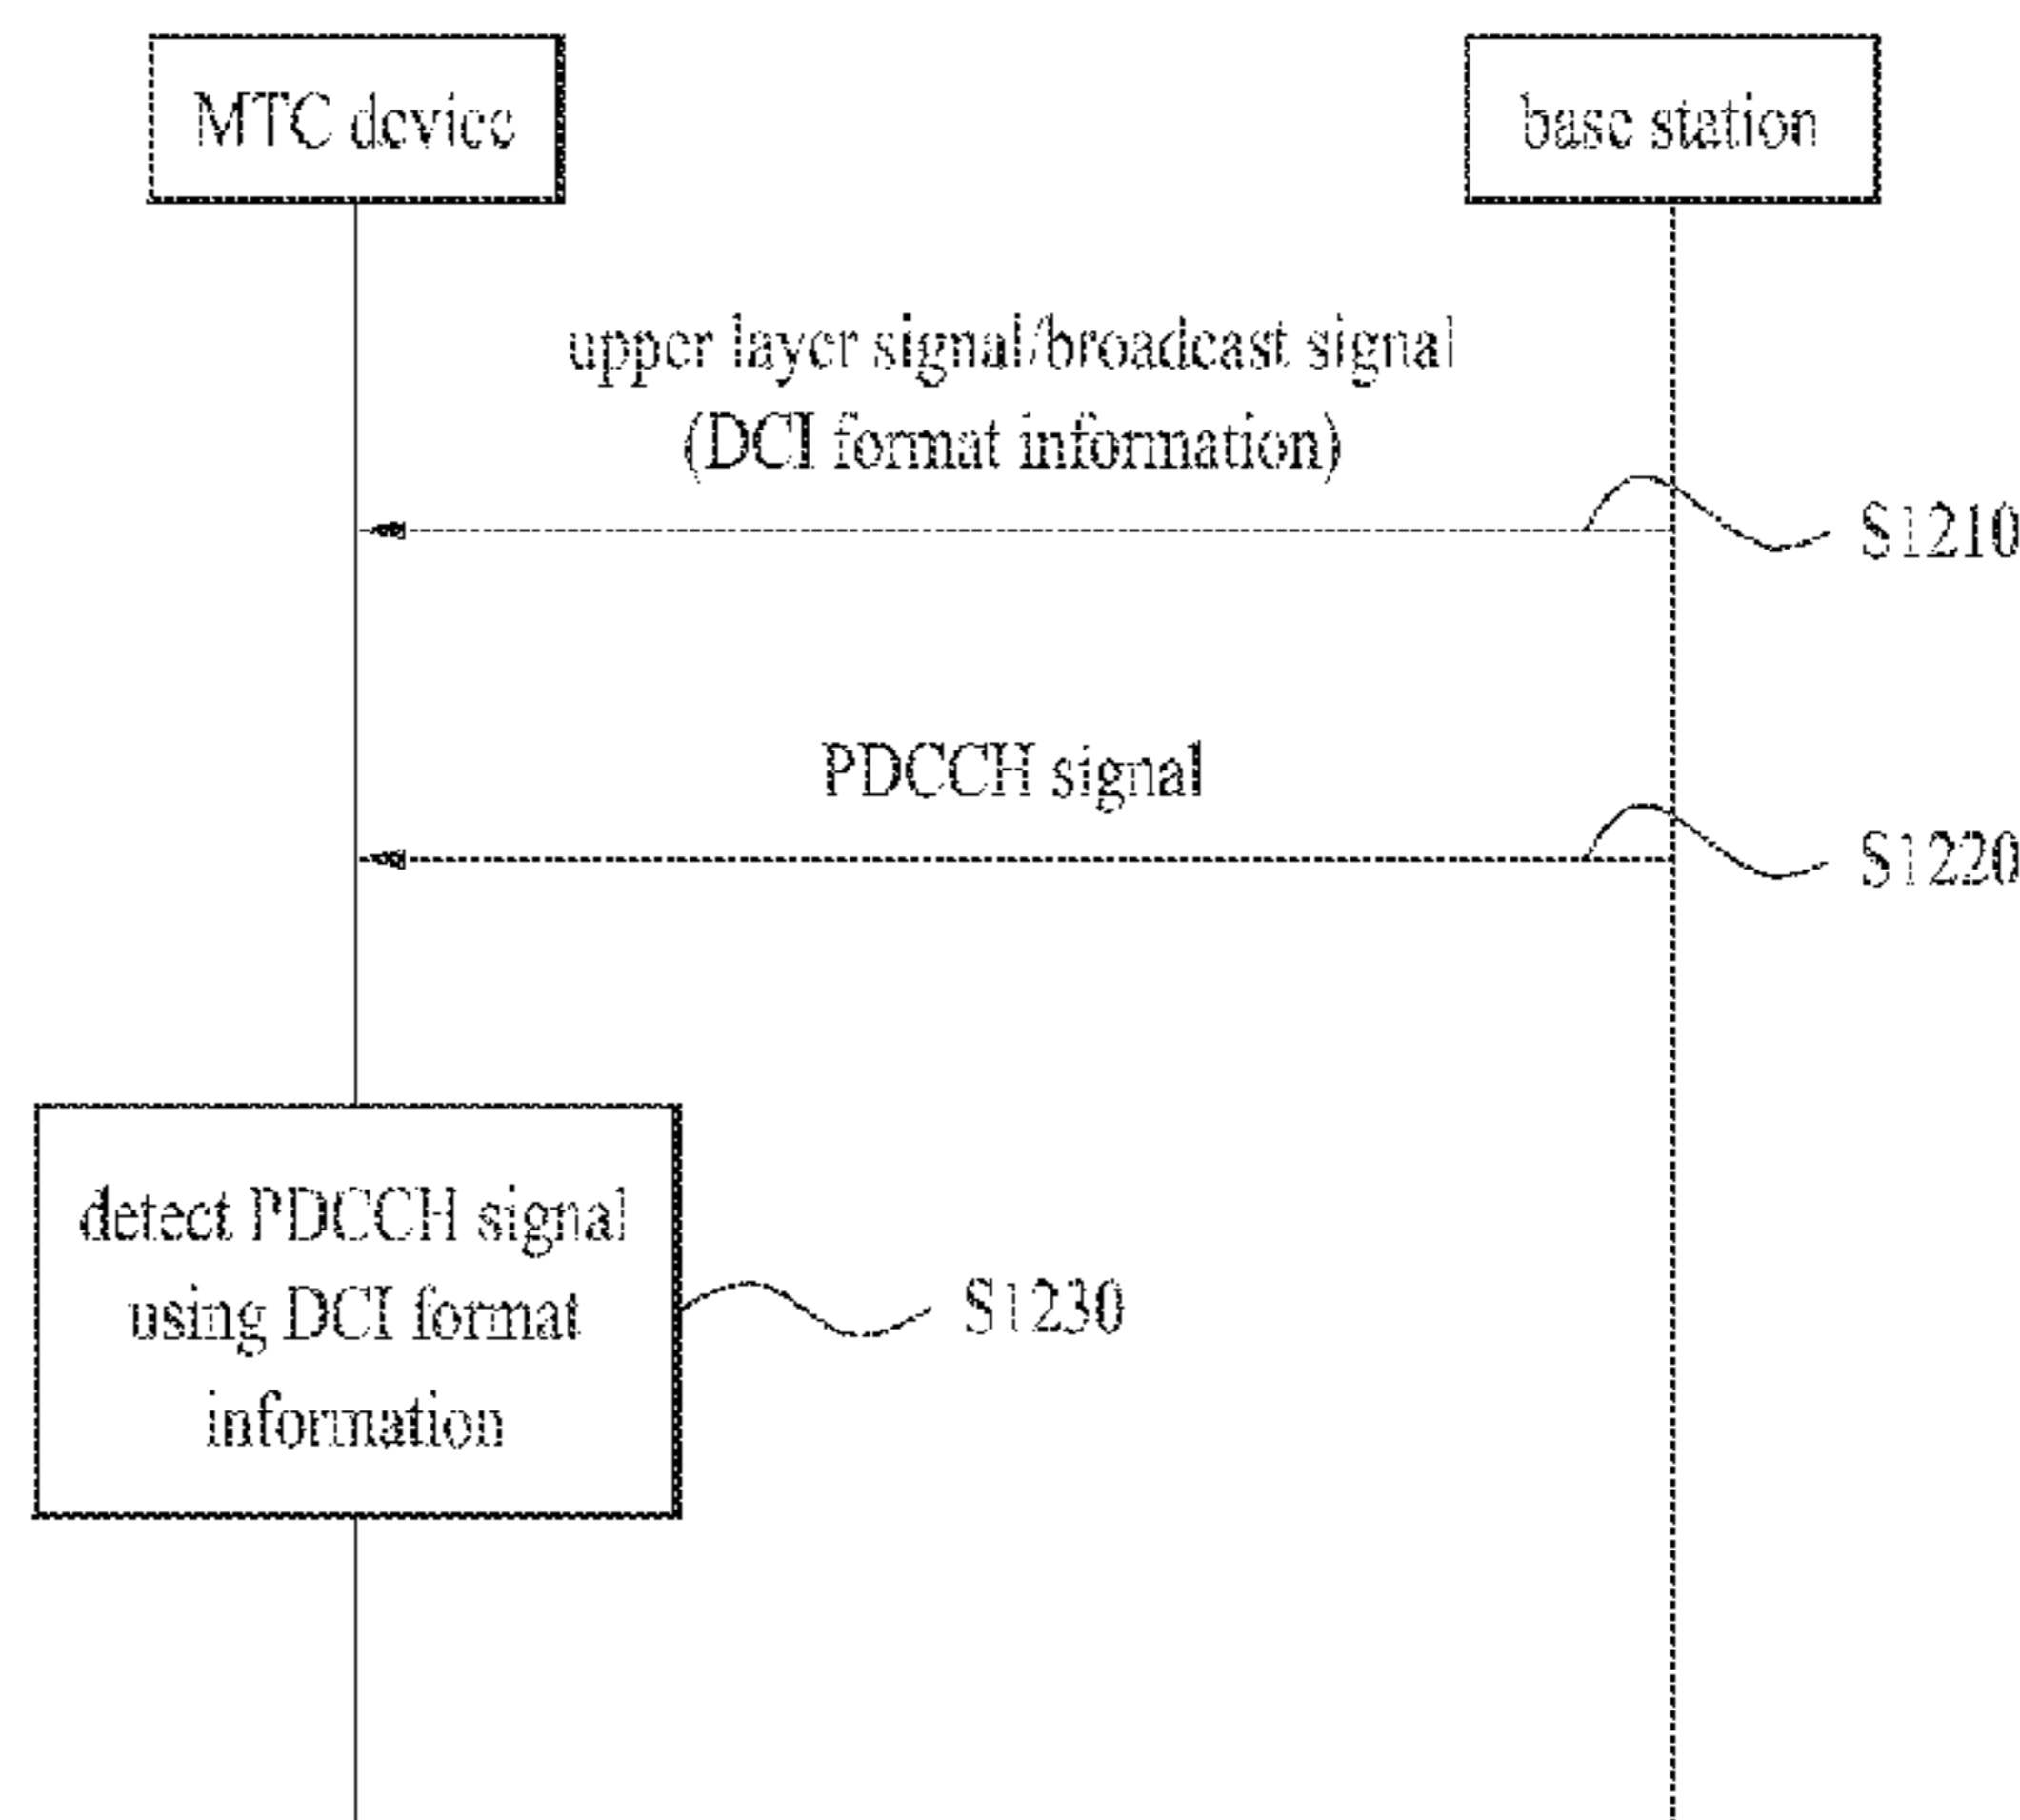 MTC device
base station
upper layer signal/broadcast signal
(DCI format information)
S1210
PDCCH signal
S1220
detect PDCCH signal
using DCI format
information
S1230